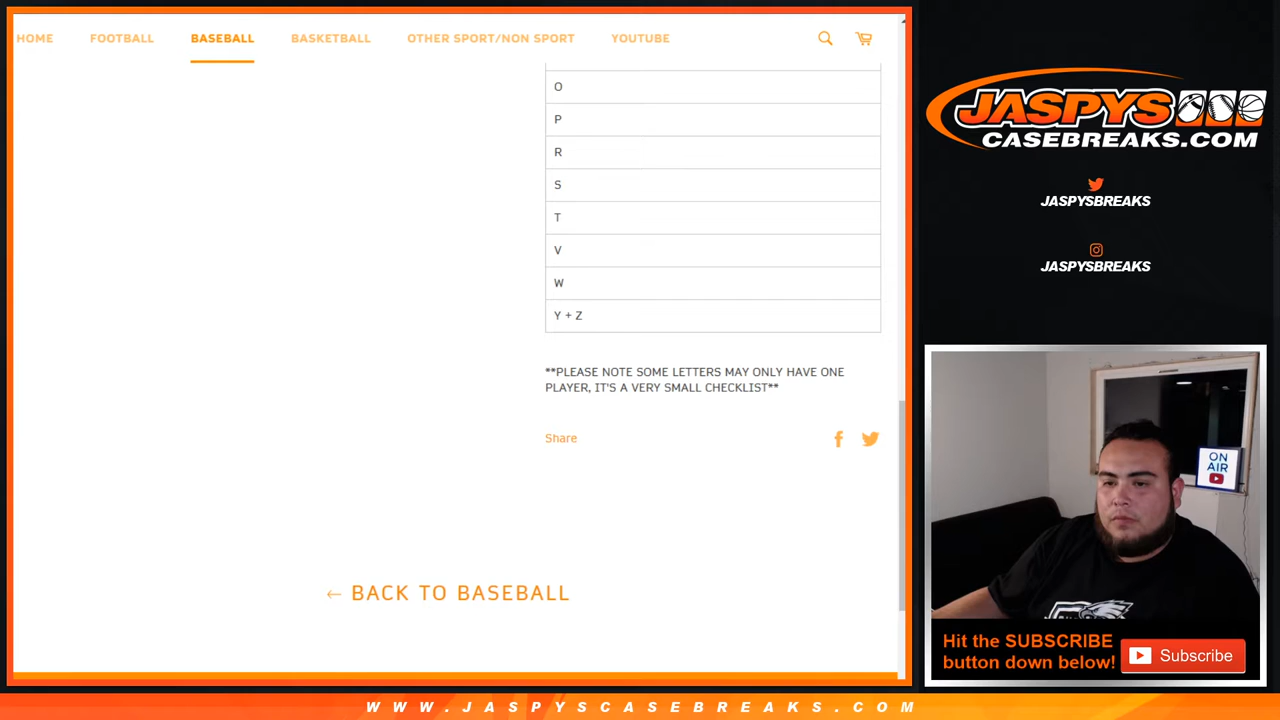 HOME FOOTBALL BASEBALL BASKETBALL OTHER SPORT/NON SPORT YOUTUBE
O
P
R
S
T
V
W
Y + Z
**PLEASE NOTE SOME LETTERS MAY ONLY HAVE ONE
PLAYER, IT'S A VERY SMALL CHECKLIST**
Share
← BACK TO BASEBALL
JASPYS
CASEBREAKS.COM
JASPYSBREAKS
JASPYSBREAKS
ON
AIR
Hit the SUBSCRIBE
button down below!
Subscribe
WWW.JASPYSCASEBREAKS.COM